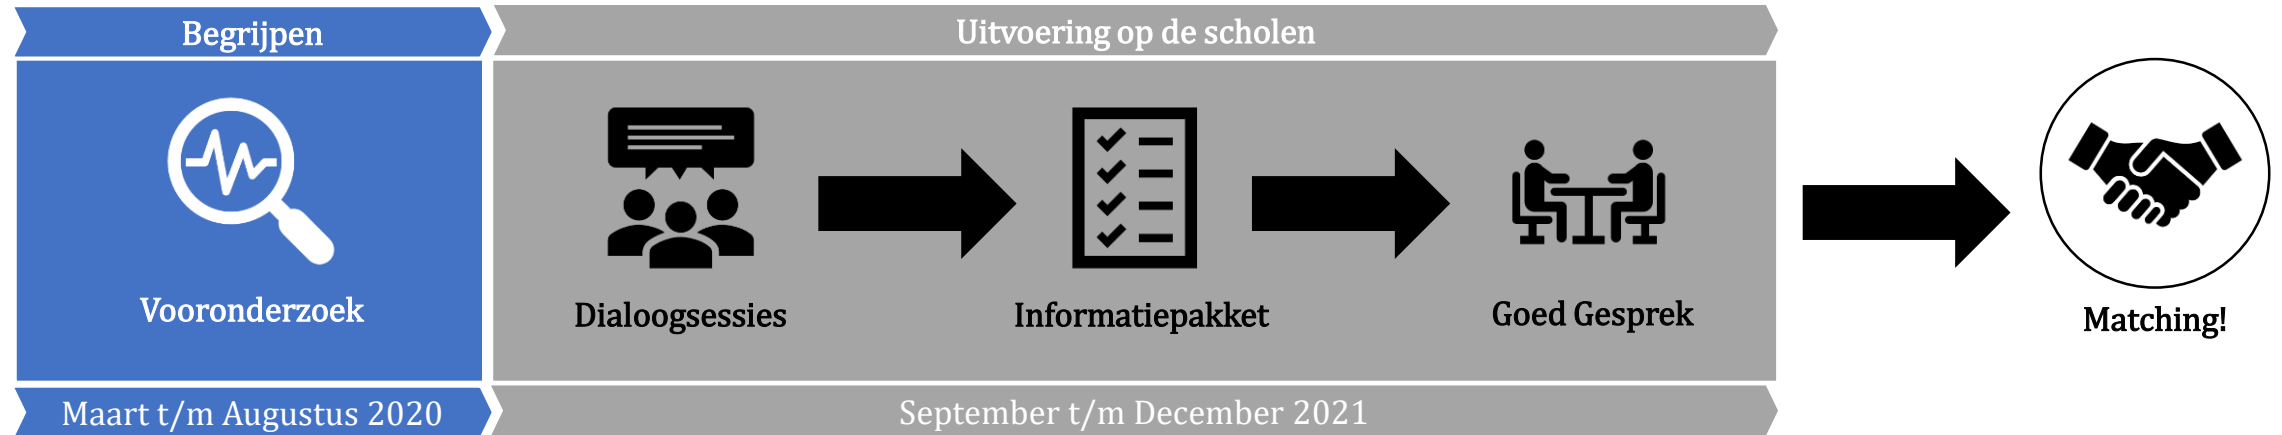 Begrijpen
Uitvoering op de scholen
Vooronderzoek
Dialoogsessies
Informatiepakket
Goed Gesprek
Matching!
Maart t/m Augustus 2020
September t/m December 2021